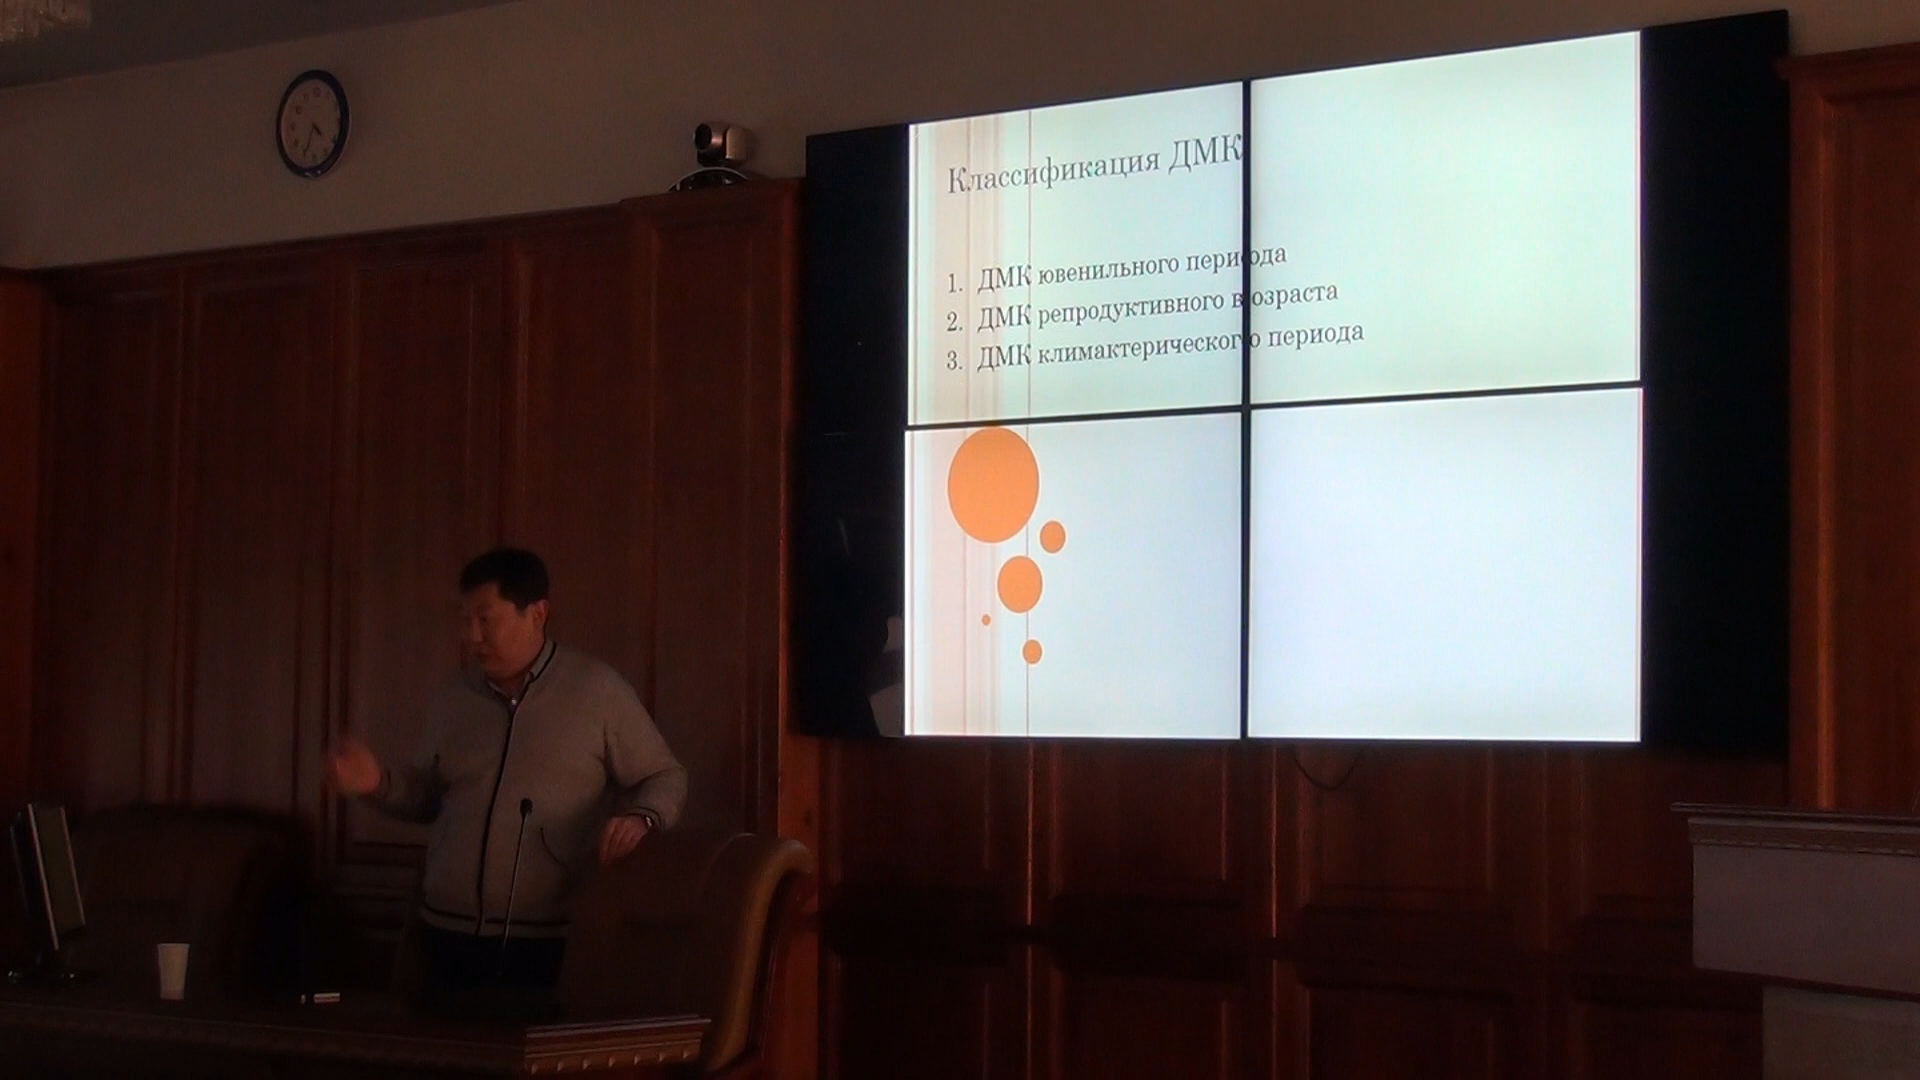 Классификация ДМК
1. ДМК ювенильного периода
2. ДМК репродуктивного возраста
3. ДМК климактерического периода